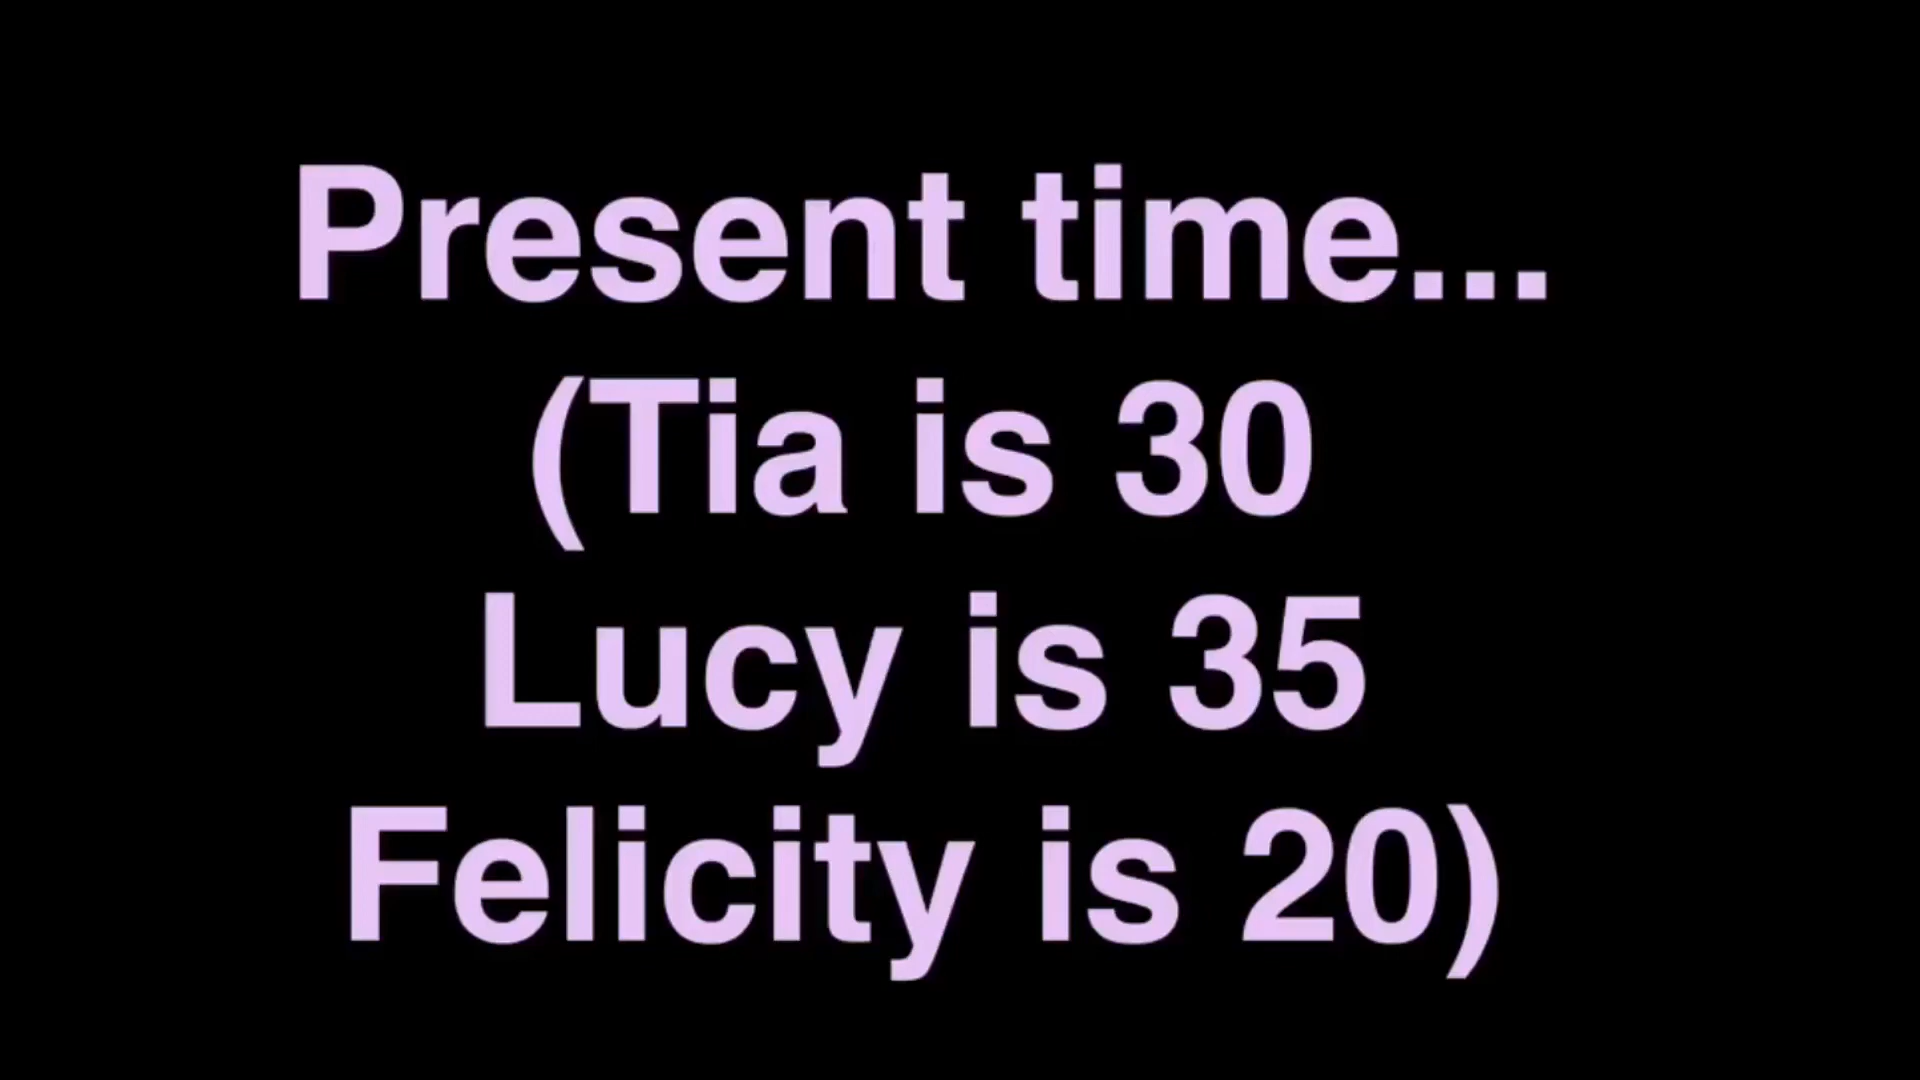 Present time...
(Tia is 30
Lucy is 35
Felicity is 20)